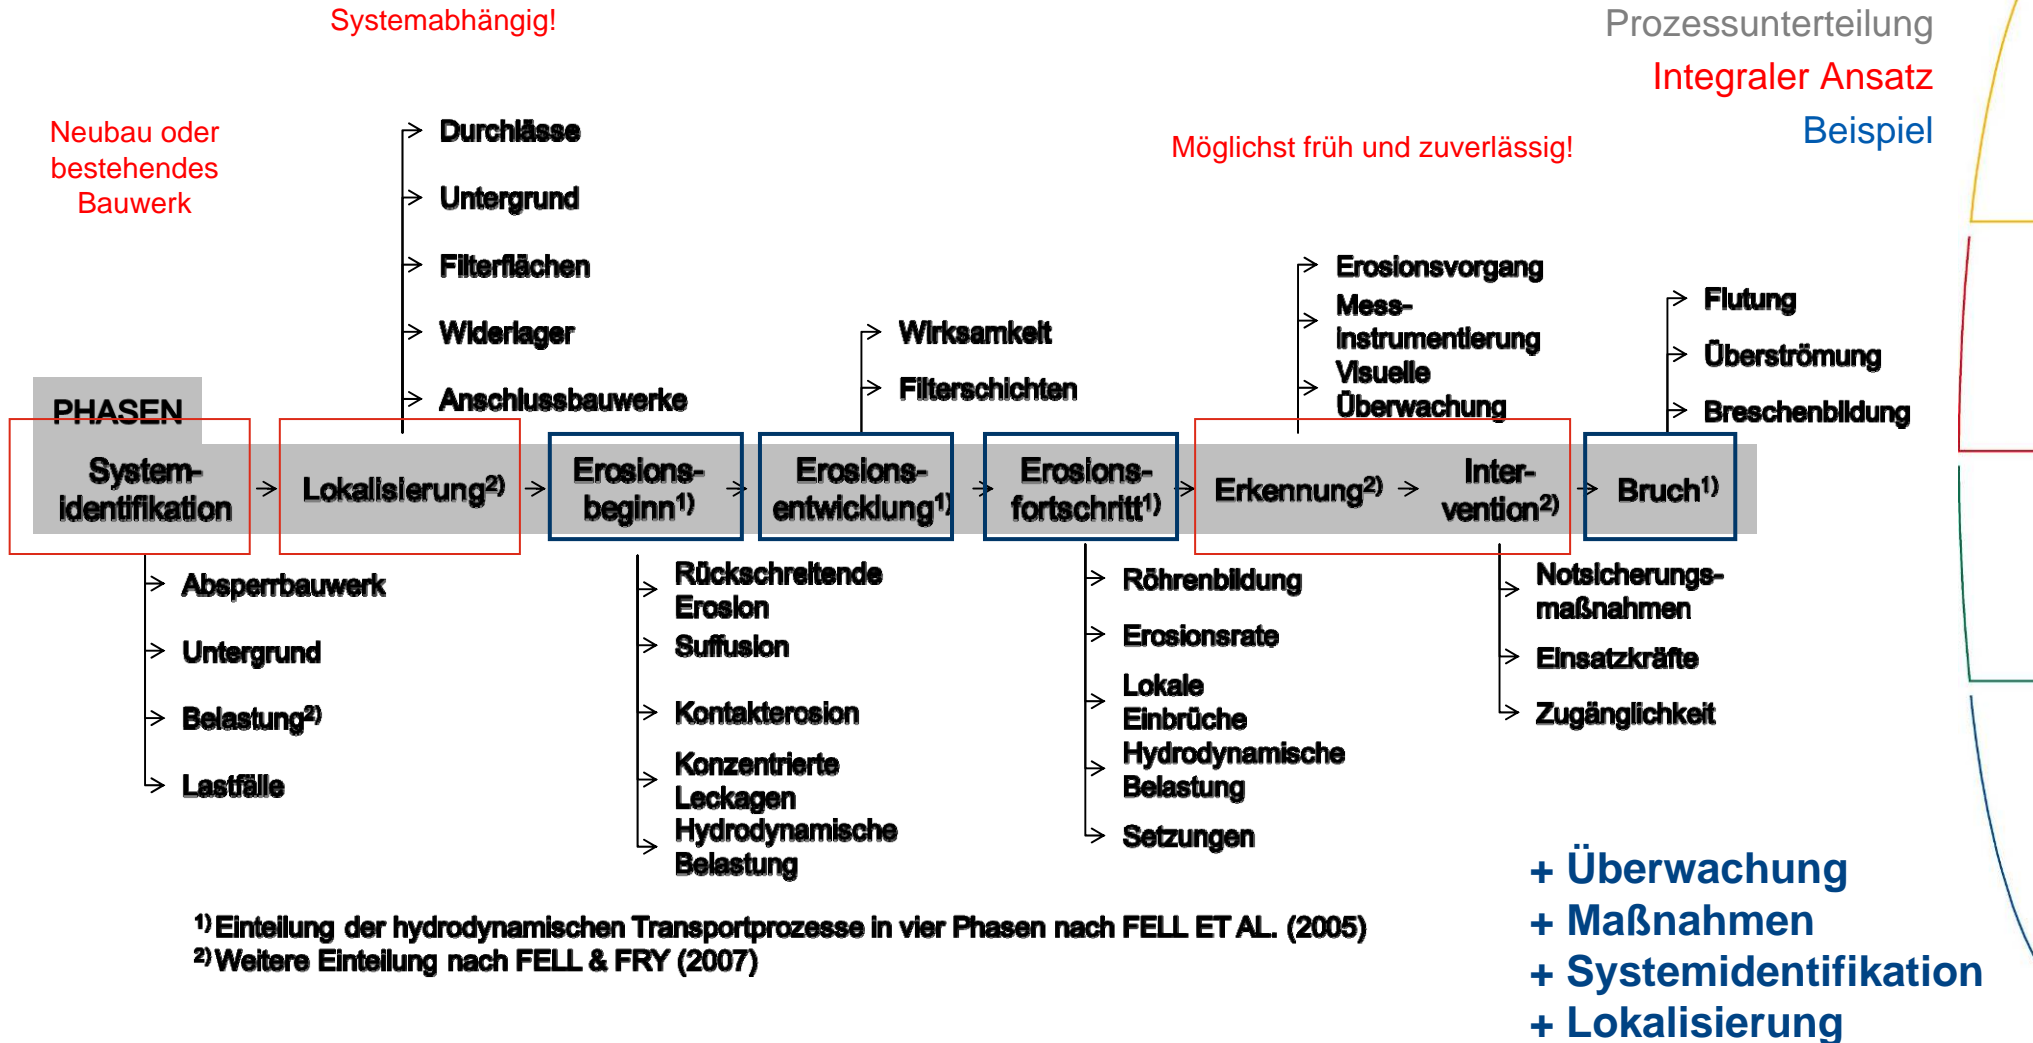 Systemabhängig!
Prozessunterteilung
Integraler Ansatz
Beispiel
Neubau oder
bestehendes
Bauwerk
Möglichst früh und zuverlässig!
Durchlässe
Untergrund
Filterflächen
Widerlager
Anschlussbauwerke
Wirksamkeit
Filterschichten
Erosionsvorgang
Mess-
instrumentierung
Visuelle
Überwachung
Flutung
Überströmung
Breschenbildung
PHASEN
System-
identifikation
Lokalisierung2)
Erosions-
beginn1)
Erosions-
entwicklung1)
Erosions-
fortschritt1)
Erkennung2)
Inter-
vention2)
Bruch1)
Absperrbauwerk
Untergrund
Belastung2)
Lastfälle
Rückschreitende
Erosion
Suffusion
Kontakterosion
Konzentrierte
Leckagen
Hydrodynamische
Belastung
Röhrenbildung
Erosionsrate
Lokale
Einbrüche
Hydrodynamische
Belastung
Setzungen
Notsicherungs-
maßnahmen
Einsatzkräfte
Zugänglichkeit
1) Einteilung der hydrodynamischen Transportprozesse in vier Phasen nach FELL ET AL. (2005)
2) Weitere Einteilung nach FELL & FRY (2007)
+ Überwachung
+ Maßnahmen
+ Systemidentifikation
+ Lokalisierung